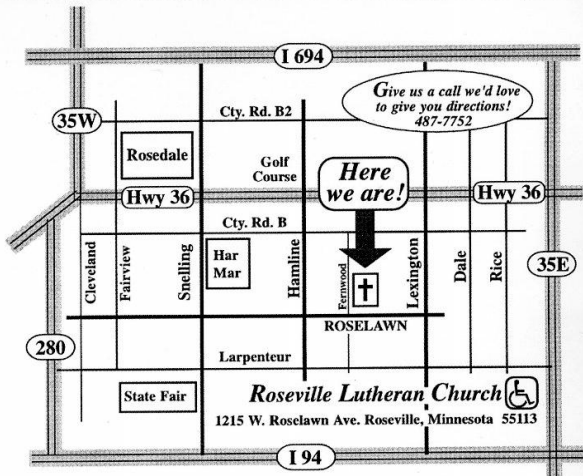 I 694
Give us a call we'd love
to give you directions!
487-7752
35W
Cty. Rd. B2
Rosedale
Golf
Course
Here
we are!
Hwy 36
Hwy 36
Cty. Rd. B
Cleveland
Fairview
Snelling
Har
Mar
Hamline
Fernwood
Lexington
Dale
Rice
35E
ROSELAWN
280
Larpenteur
State Fair
Roseville Lutheran Church
1215 W. Roselawn Ave. Roseville, Minnesota 55113
I 94